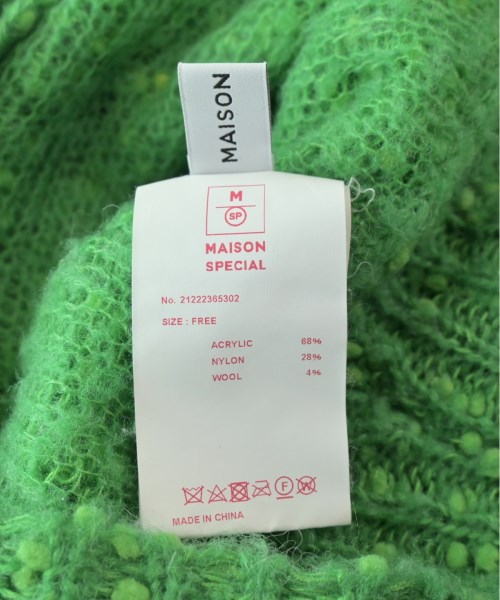 MAISON
M
SP
MAISON
SPECIAL
No. 21222365302
SIZE : FREE
ACRYLIC 68%
NYLON 28%
WOOL 4%
F W
MADE IN CHINA